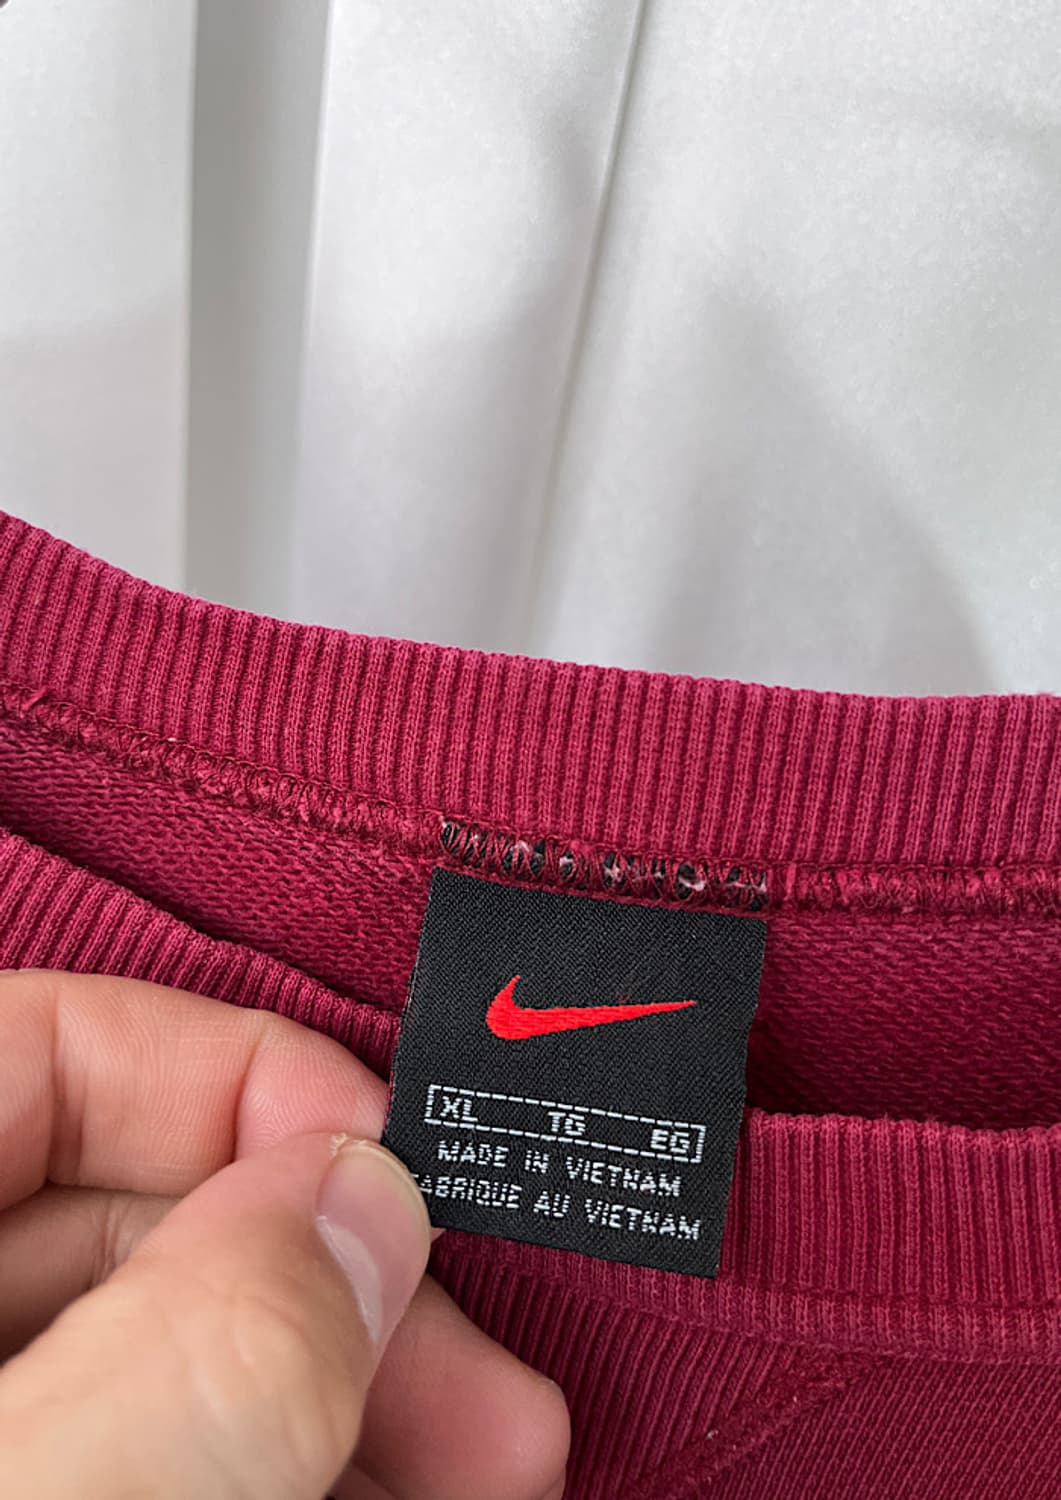 XL TG EG
MADE IN VIETNAM
FABRIQUE AU VIETNAM